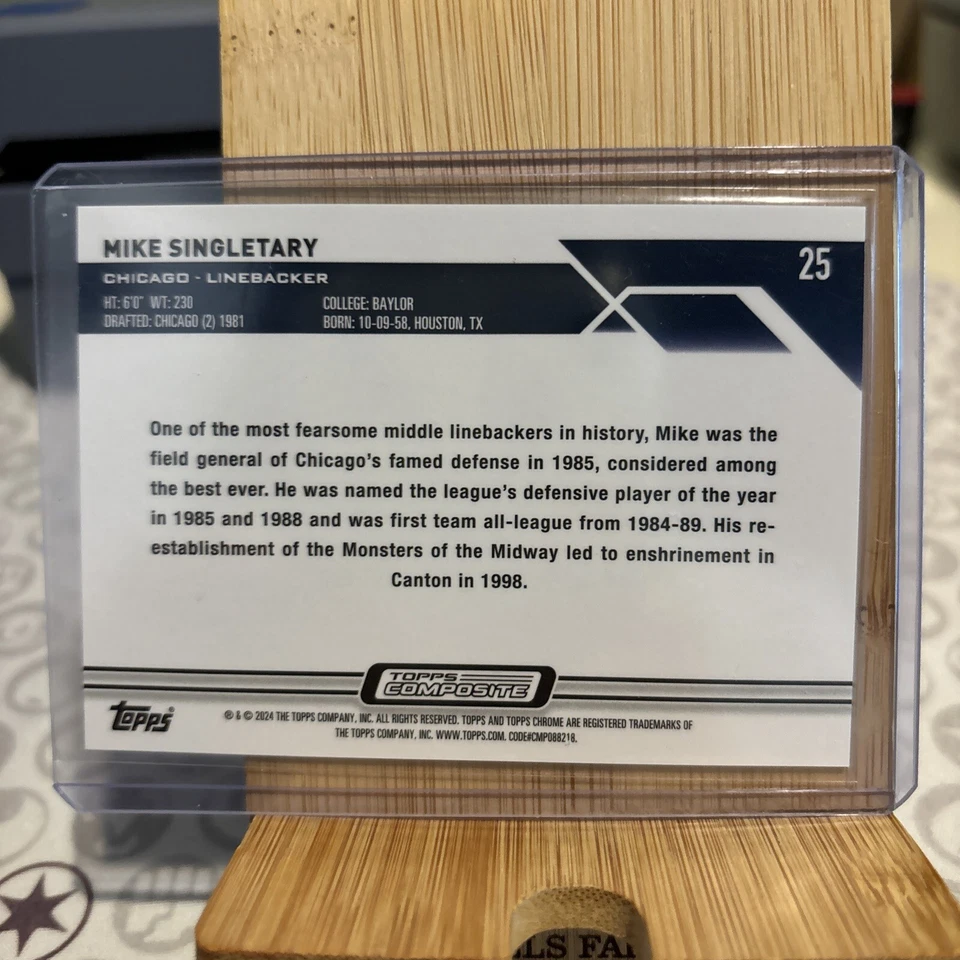 MIKE SINGLETARY
25
CHICAGO - LINEBACKER
HT: 6'0" WT: 230
COLLEGE: BAYLOR
DRAFTED: CHICAGO (2) 1981
BORN: 10-09-58, HOUSTON, TX
One of the most fearsome middle linebackers in history, Mike was the
field general of Chicago's famed defense in 1985, considered among
the best ever. He was named the league's defensive player of the year
in 1985 and 1988 and was first team all-league from 1984-89. His re-
establishment of the Monsters of the Midway led to enshrinement in
Canton in 1998.
TOPPS
COMPOSITE
topps®
® & © 2024 THE TOPPS COMPANY, INC. ALL RIGHTS RESERVED. TOPPS AND TOPPS CHROME ARE REGISTERED TRADEMARKS OF
THE TOPPS COMPANY, INC. WWW.TOPPS.COM. CODE#CMP088218.